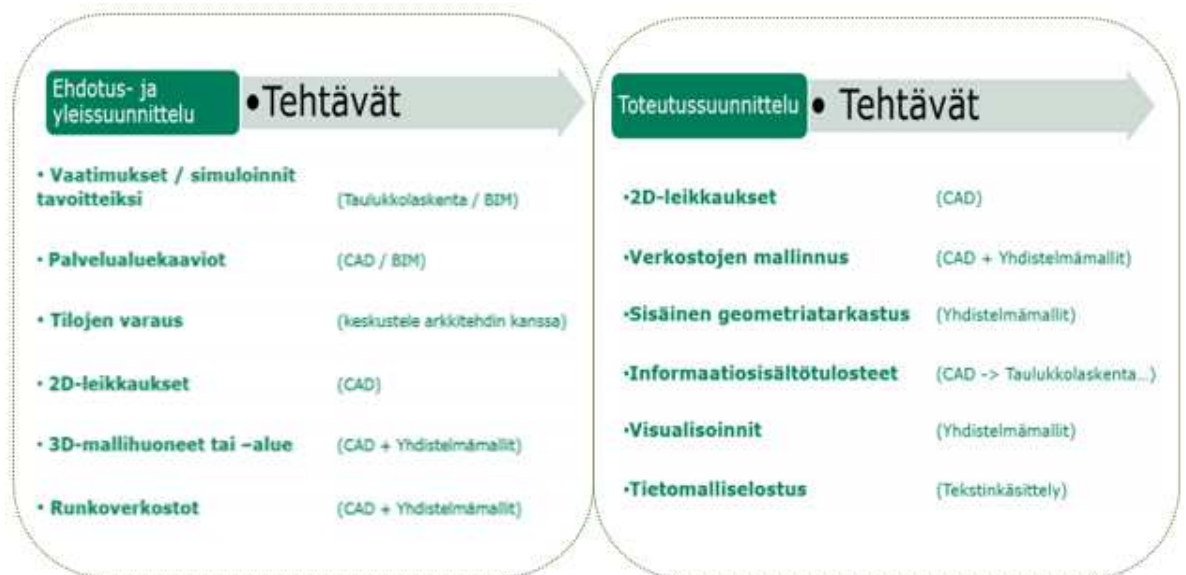 Ehdotus- ja
yleissuunnittelu
•Tehtävät
• Vaatimukset / simuloinnit
tavoitteiksi (Taulukkolaskenta / BIM)
• Palvelualuekaaviot (CAD / BIM)
• Tilojen varaus (keskustele arkkitehdin kanssa)
• 2D-leikkaukset (CAD)
• 3D-mallihuoneet tai –alue (CAD + Yhdistelmämallit)
• Runkoverkostot (CAD + Yhdistelmämallit)
Toteutussuunnittelu
• Tehtävät
•2D-leikkaukset (CAD)
•Verkostojen mallinnus (CAD + Yhdistelmämallit)
•Sisäinen geometriatarkastus (Yhdistelmämallit)
•Informaatiosisältötulosteet (CAD -> Taulukkolaskenta...)
•Visualisoinnit (Yhdistelmämallit)
•Tietomalliselostus (Tekstinkäsittely)